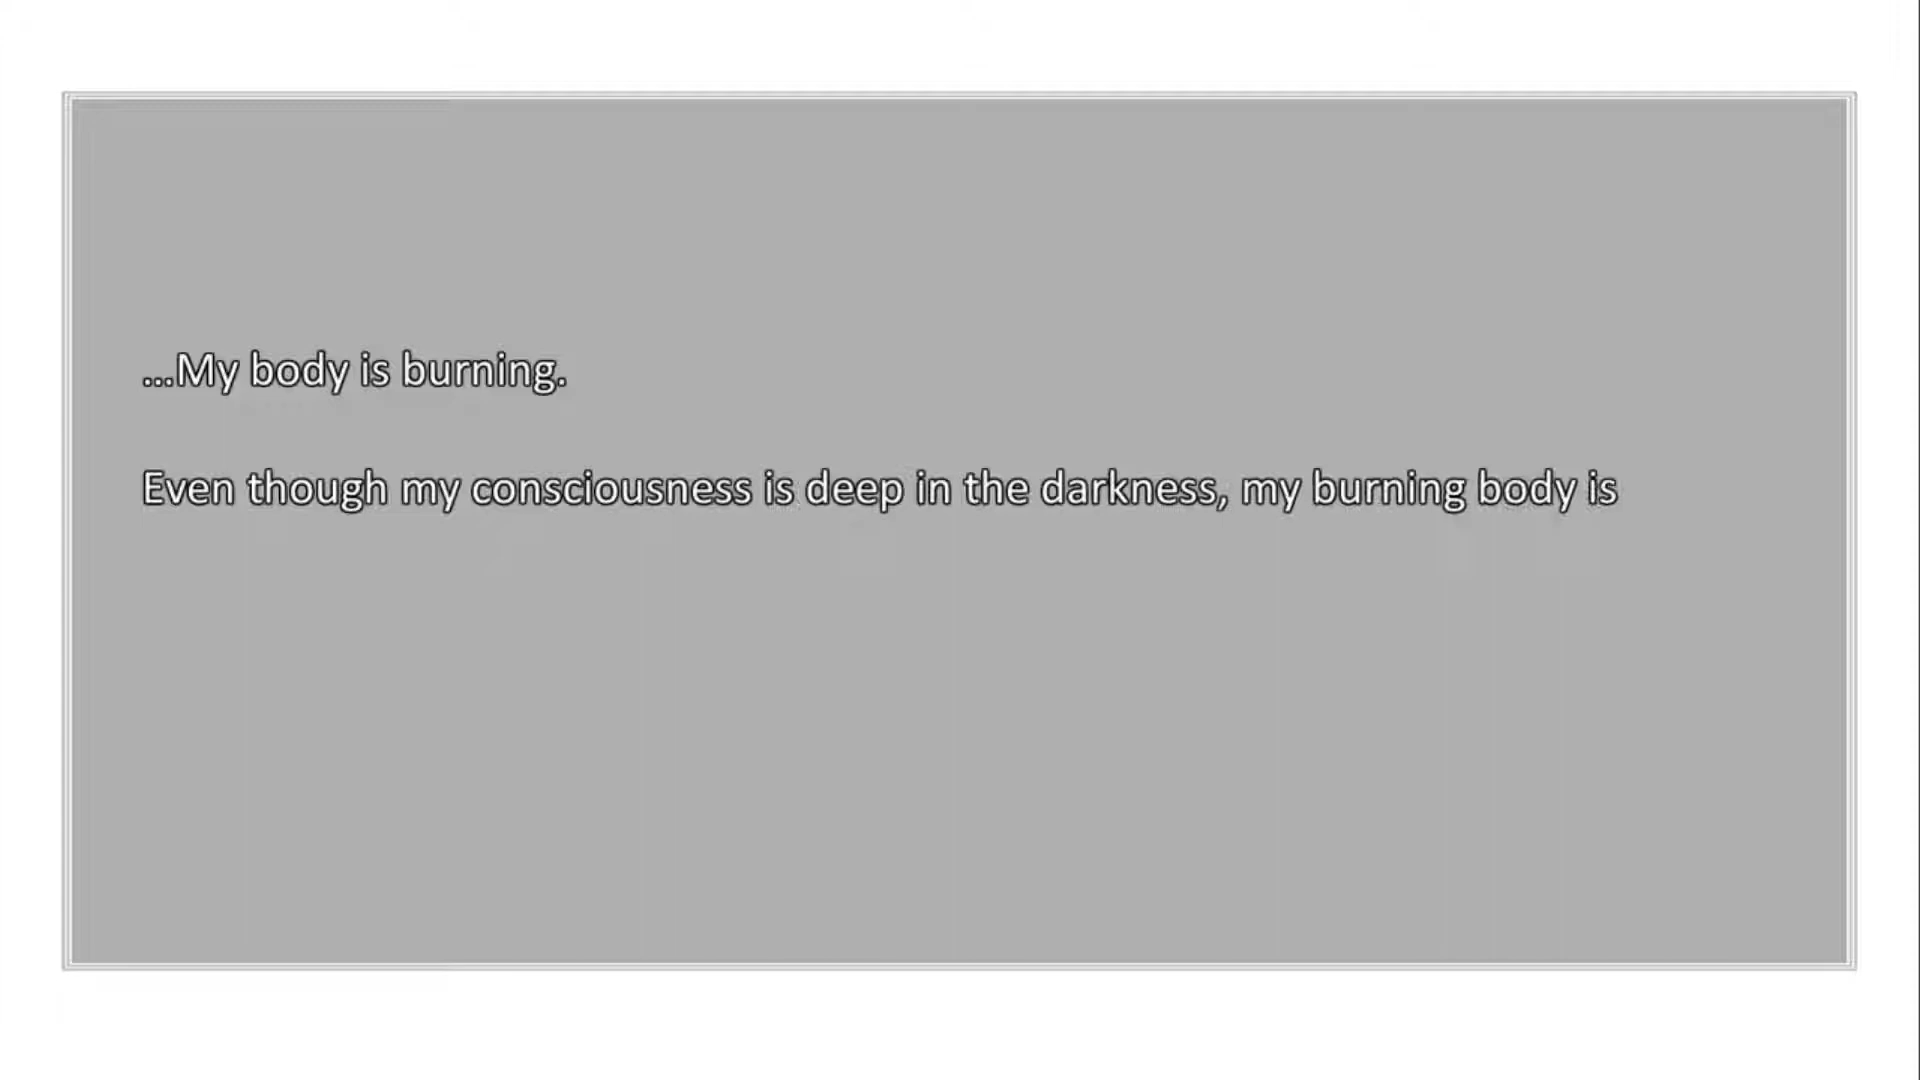 ...My body is burning.
Even though my consciousness is deep in the darkness, my burning body is